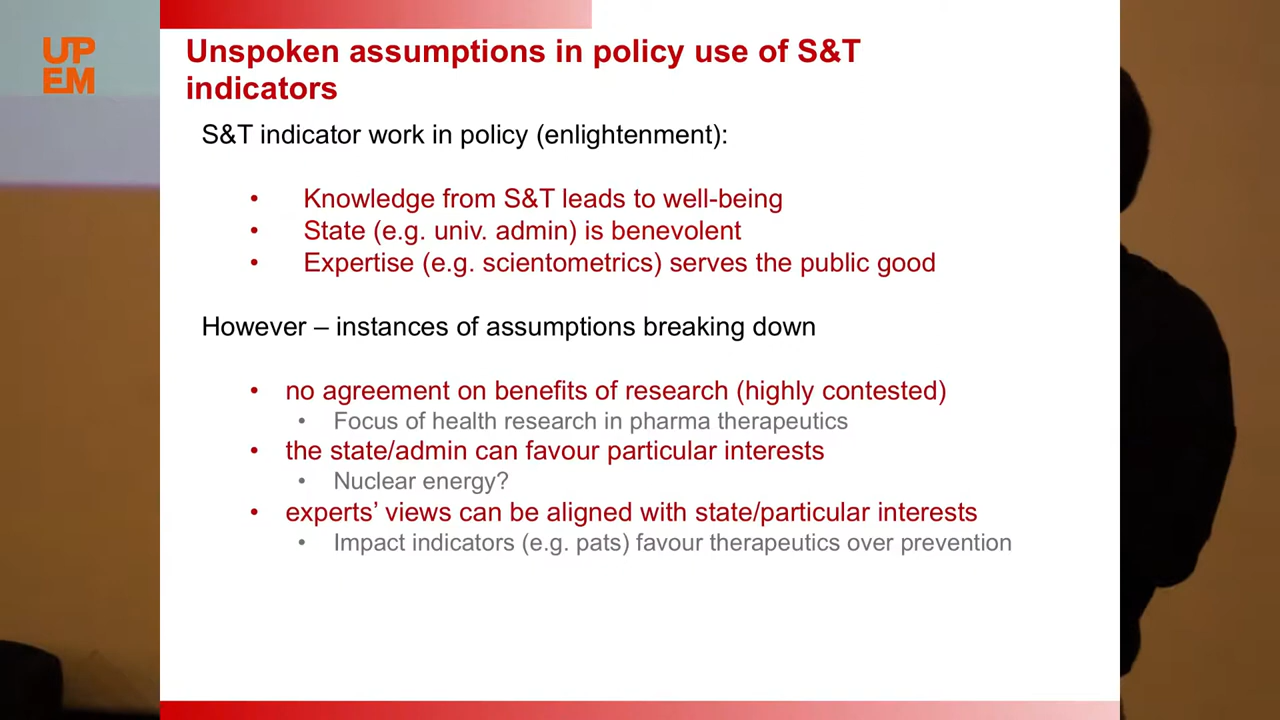 UP
EM
Unspoken assumptions in policy use of S&T
indicators
S&T indicator work in policy (enlightenment):
• Knowledge from S&T leads to well-being
• State (e.g. univ. admin) is benevolent
• Expertise (e.g. scientometrics) serves the public good
However – instances of assumptions breaking down
• no agreement on benefits of research (highly contested)
• Focus of health research in pharma therapeutics
• the state/admin can favour particular interests
• Nuclear energy?
• experts’ views can be aligned with state/particular interests
• Impact indicators (e.g. pats) favour therapeutics over prevention